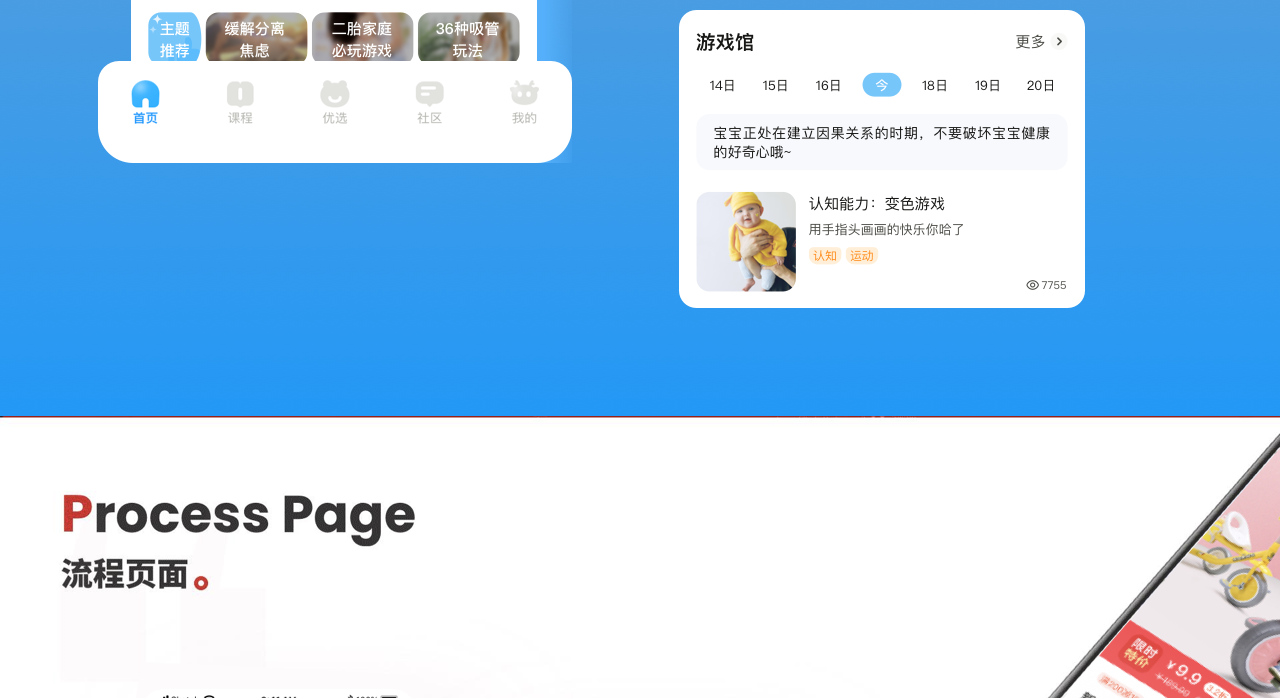 主题
推荐
缓解分离
焦虑
二胎家庭
必玩游戏
36种吸管
玩法
首页
课程
优选
社区
我的
游戏馆
更多
14日
15日
16日
今
18日
19日
20日
宝宝正处在建立因果关系的时期，不要破坏宝宝健康
的好奇心哦~
认知能力：变色游戏
用手指头画画的快乐你哈了
认知
运动
7755
Process Page
流程页面
限时
特价
¥9.9